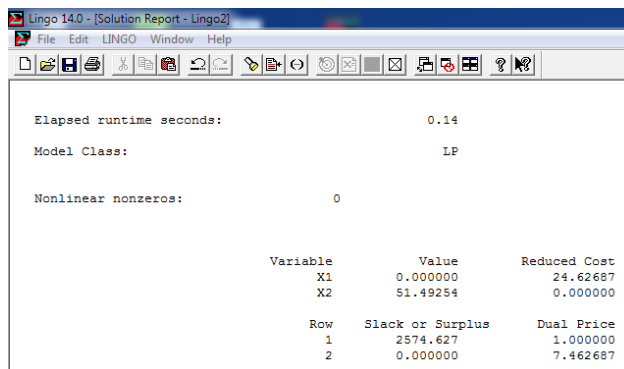 Lingo 14.0 - [Solution Report - Lingo2]
File Edit LINGO Window Help
Elapsed runtime seconds: 0.14
Model Class: LP
Nonlinear nonzeros: 0
Variable Value Reduced Cost
X1 0.000000 24.62687
X2 51.49254 0.000000
Row Slack or Surplus Dual Price
1 2574.627 1.000000
2 0.000000 7.462687